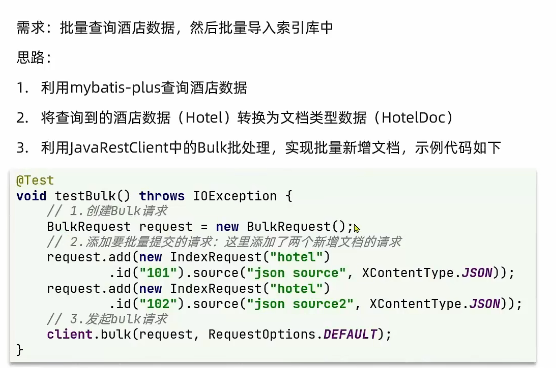 需求：批量查询酒店数据，然后批量导入索引库中
思路：
1. 利用mybatis-plus查询酒店数据
2. 将查询到的酒店数据（Hotel）转换为文档类型数据（HotelDoc）
3. 利用JavaRestClient中的Bulk批处理，实现批量新增文档，示例代码如下
@Test
void testBulk() throws IOException {
    // 1.创建Bulk请求
    BulkRequest request = new BulkRequest();
    // 2.添加要批量提交的请求：这里添加了两个新增文档的请求
    request.add(new IndexRequest("hotel")
            .id("101").source("json source", XContentType.JSON));
    request.add(new IndexRequest("hotel")
            .id("102").source("json source2", XContentType.JSON));
    // 3.发起bulk请求
    client.bulk(request, RequestOptions.DEFAULT);
}